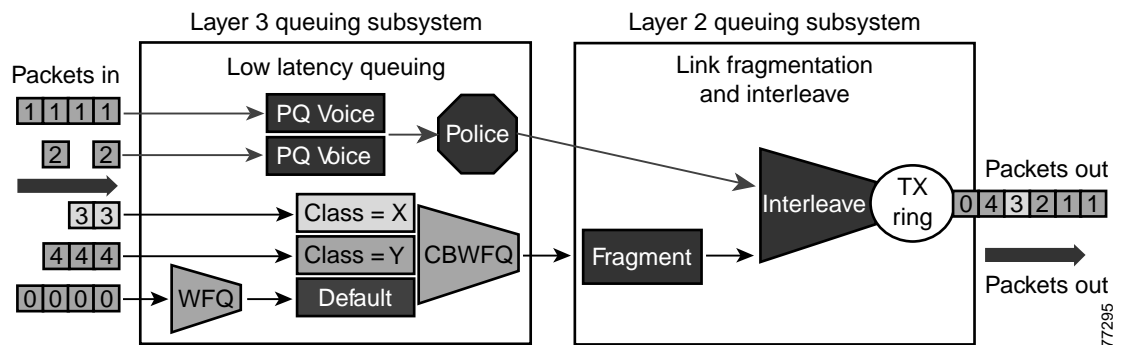 Layer 3 queuing subsystem
Layer 2 queuing subsystem
Packets in
Low latency queuing
Link fragmentation
and interleave
1 1 1 1
PQ Voice
Police
2 2
PQ Voice
Packets out
Interleave
TX
ring
0 4 3 2 1 1
3 3
Class = X
4 4 4
Class = Y
CBWFQ
Fragment
0 0 0 0
WFQ
Default
Packets out
77295